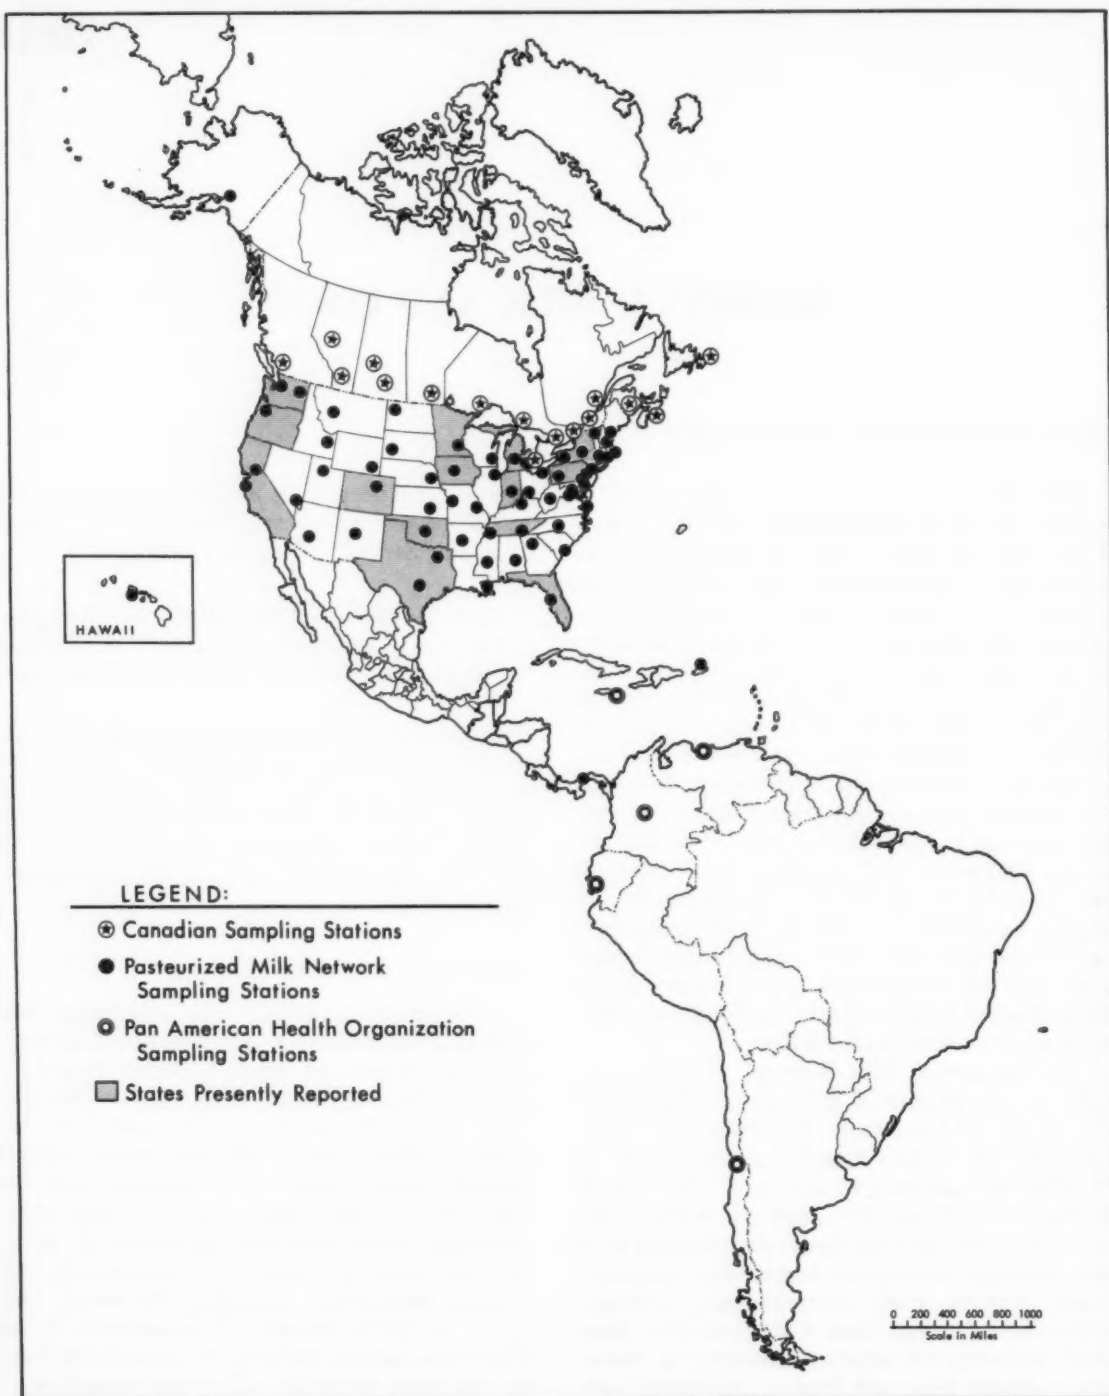 HAWAII
LEGEND:
Canadian Sampling Stations
Pasteurized Milk Network
Sampling Stations
Pan American Health Organization
Sampling Stations
States Presently Reported
0 200 400 600 800 1000
Scale in Miles